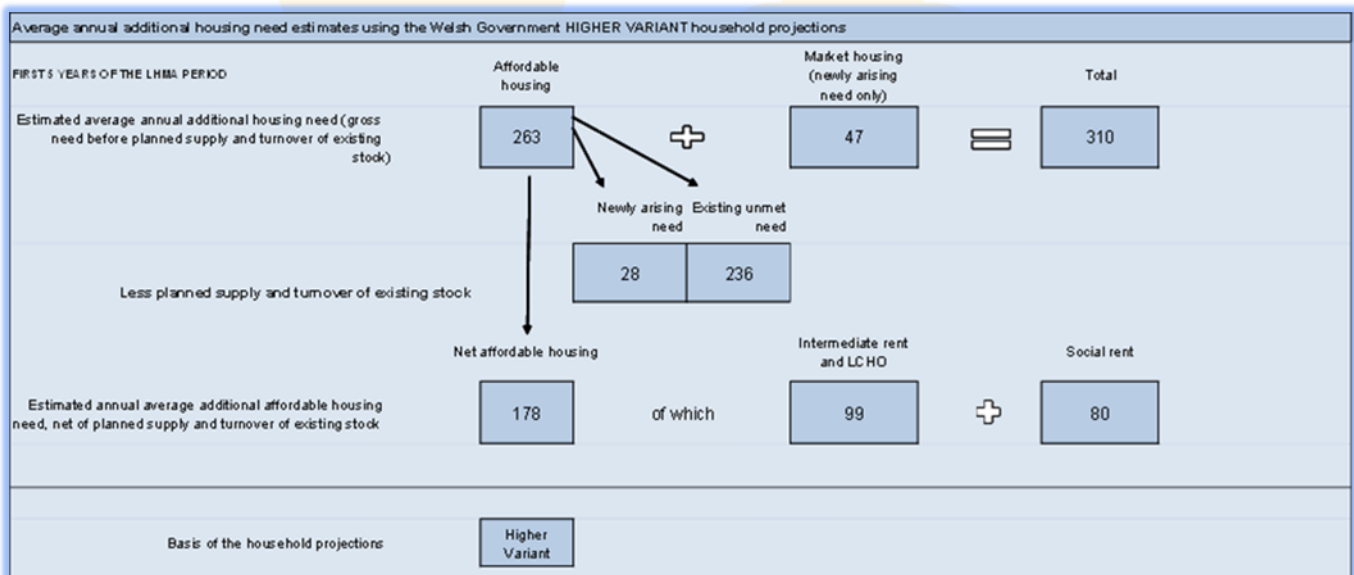 Average annual additional housing need estimates using the Welsh Government HIGHER VARIANT household projections
FIRST 5 YEARS OF THE LHMA PERIOD
Affordable
housing
Market housing
(newly arising
need only)
Total
Estimated average annual additional housing need (gross
need before planned supply and turnover of existing
stock)
263
47
310
Newly arising
need
Existing unmet
need
28
236
Less planned supply and turnover of existing stock
Net affordable housing
Intermediate rent
and LCHO
Social rent
Estimated annual average additional affordable housing
need, net of planned supply and turnover of existing stock
178
of which
99
80
Basis of the household projections
Higher
Variant